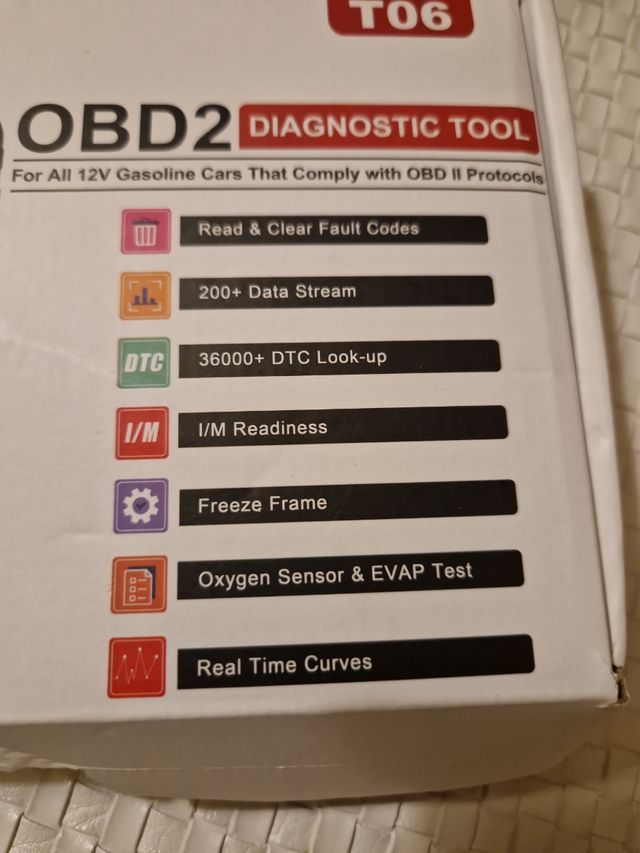 T06
OBD2 DIAGNOSTIC TOOL
For All 12V Gasoline Cars That Comply with OBD II Protocols
Read & Clear Fault Codes
200+ Data Stream
DTC 36000+ DTC Look-up
I/M I/M Readiness
Freeze Frame
Oxygen Sensor & EVAP Test
Real Time Curves